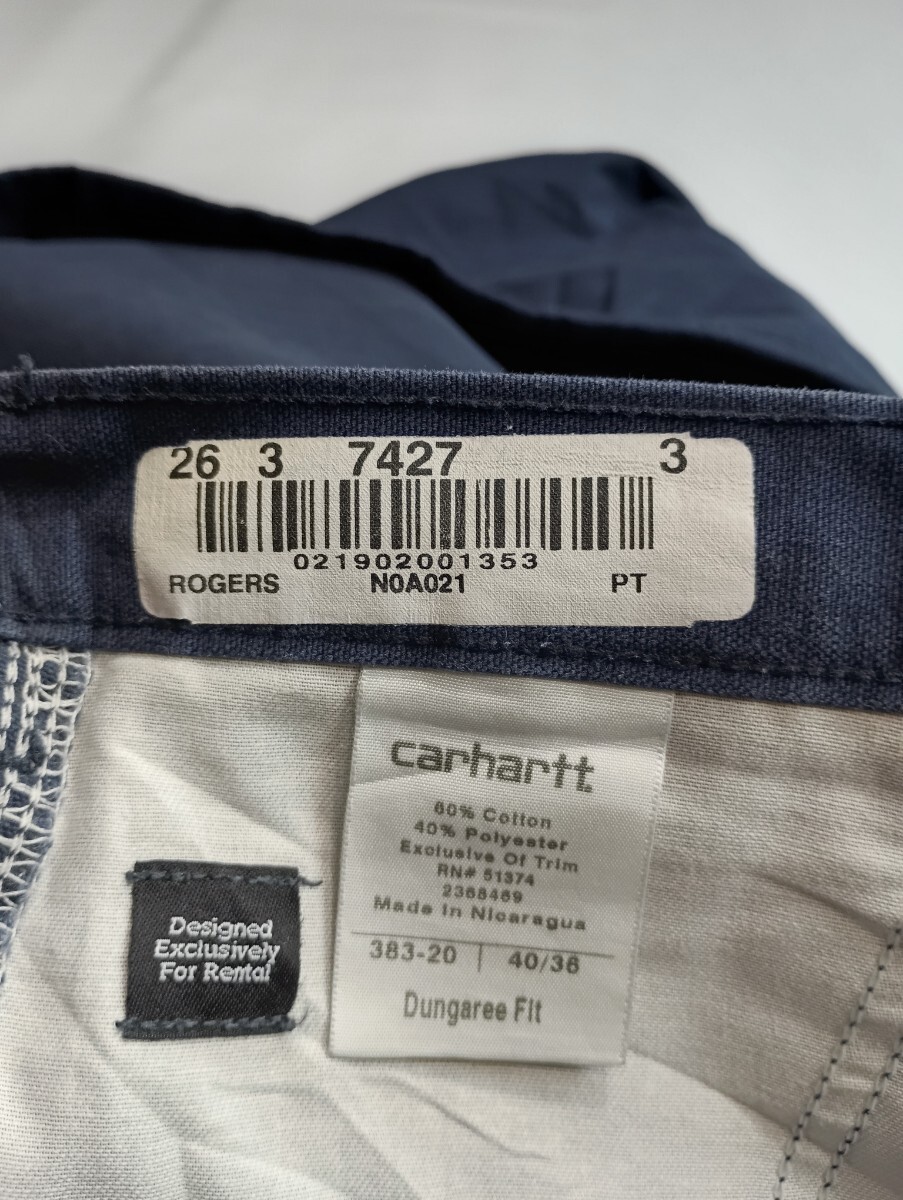 26 3 7427 3
021902001353
ROGERS N0A021 PT
carhartt
60% Cotton
40% Polyester
Exclusive Of Trim
RN# 51374
2368469
Made In Nicaragua
383-20 | 40/36
Dungaree Fit
Designed
Exclusively
For Rental